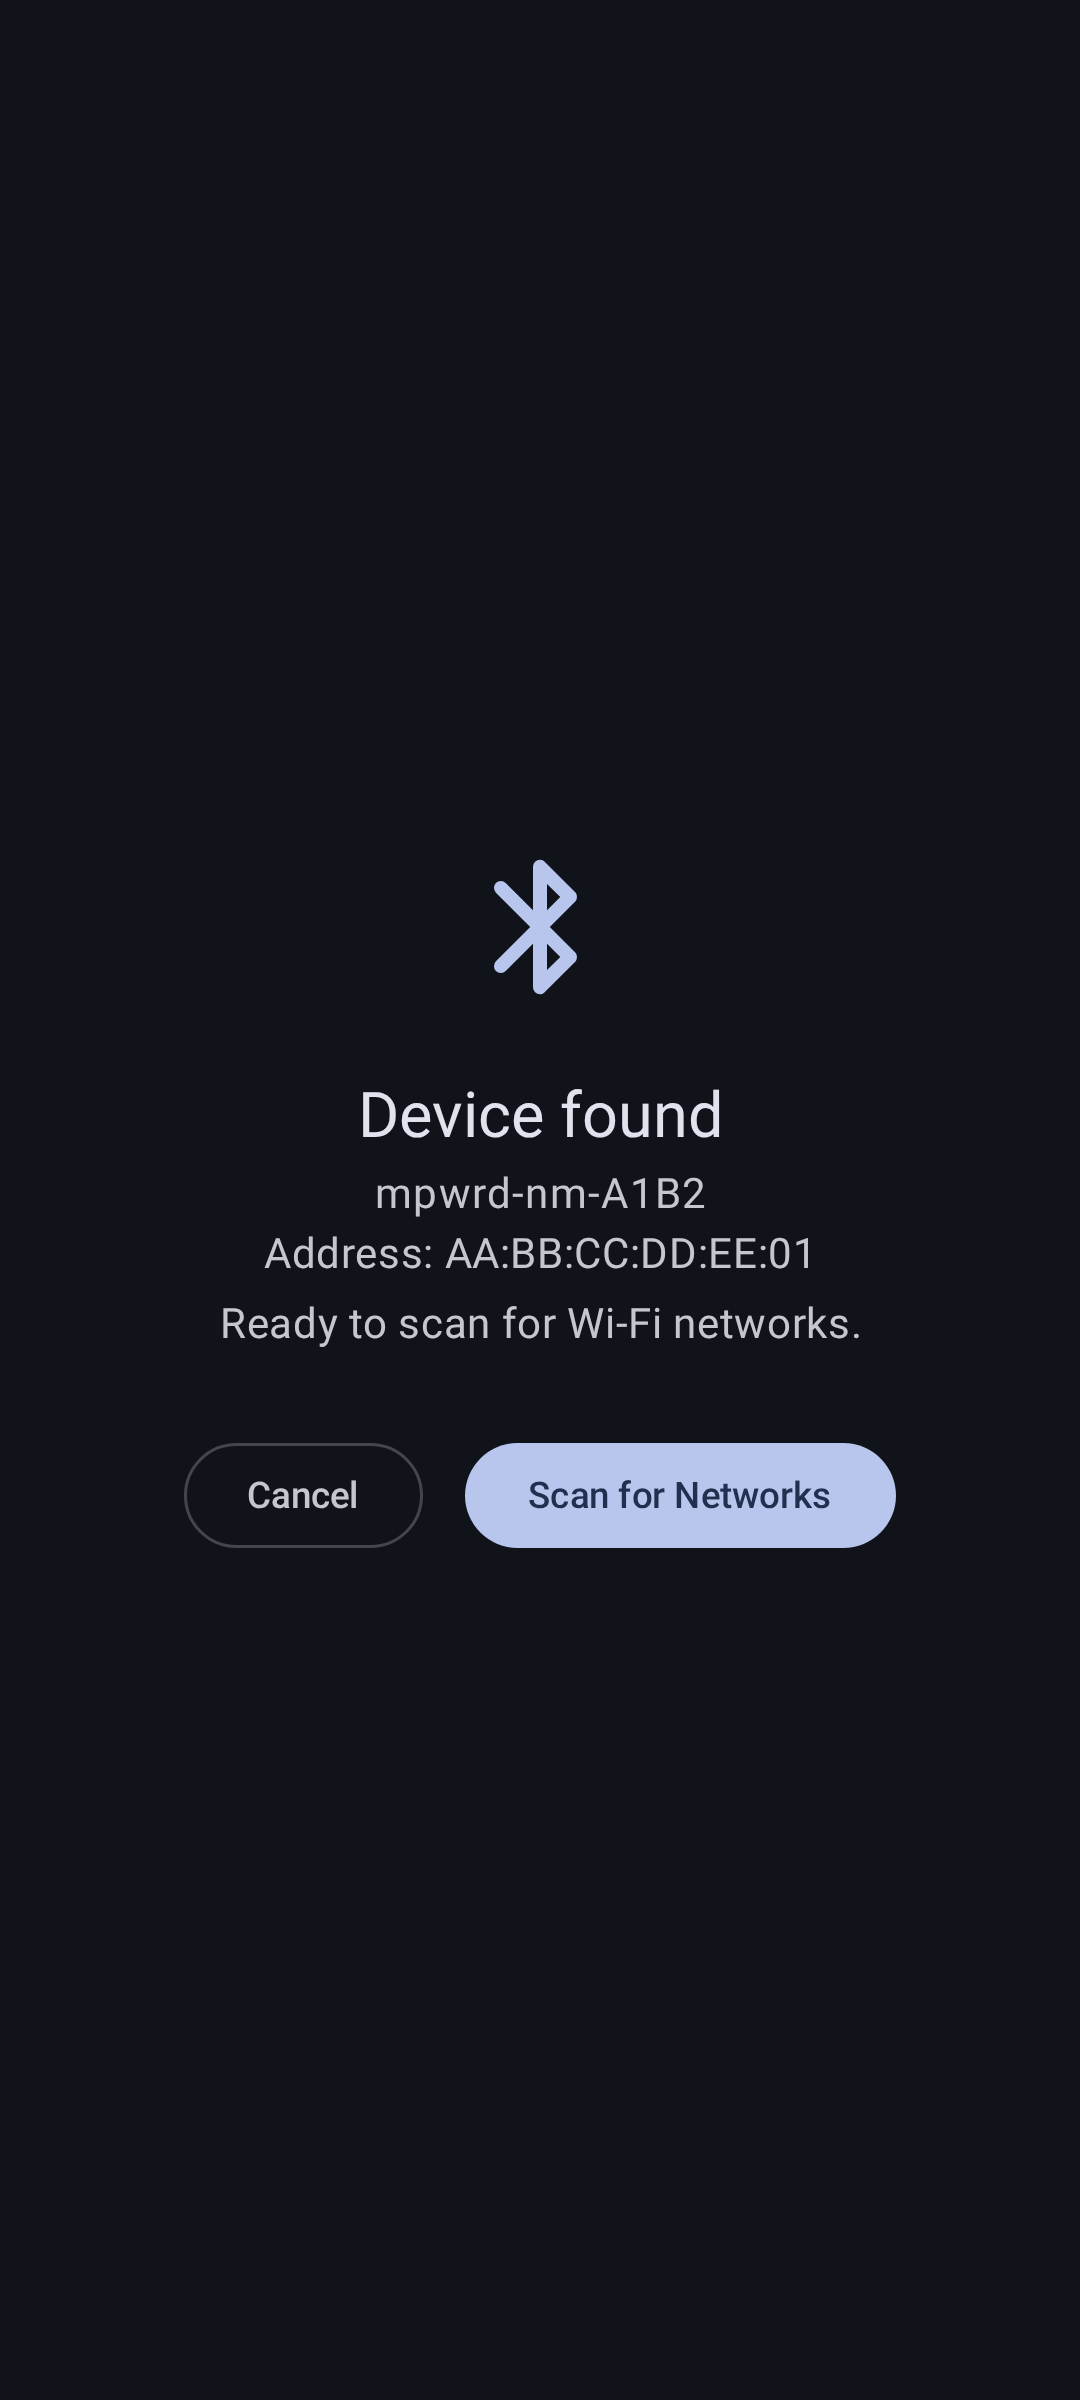 Device found
mpwrd-nm-A1B2
Address: AA:BB:CC:DD:EE:01
Ready to scan for Wi-Fi networks.
Cancel
Scan for Networks